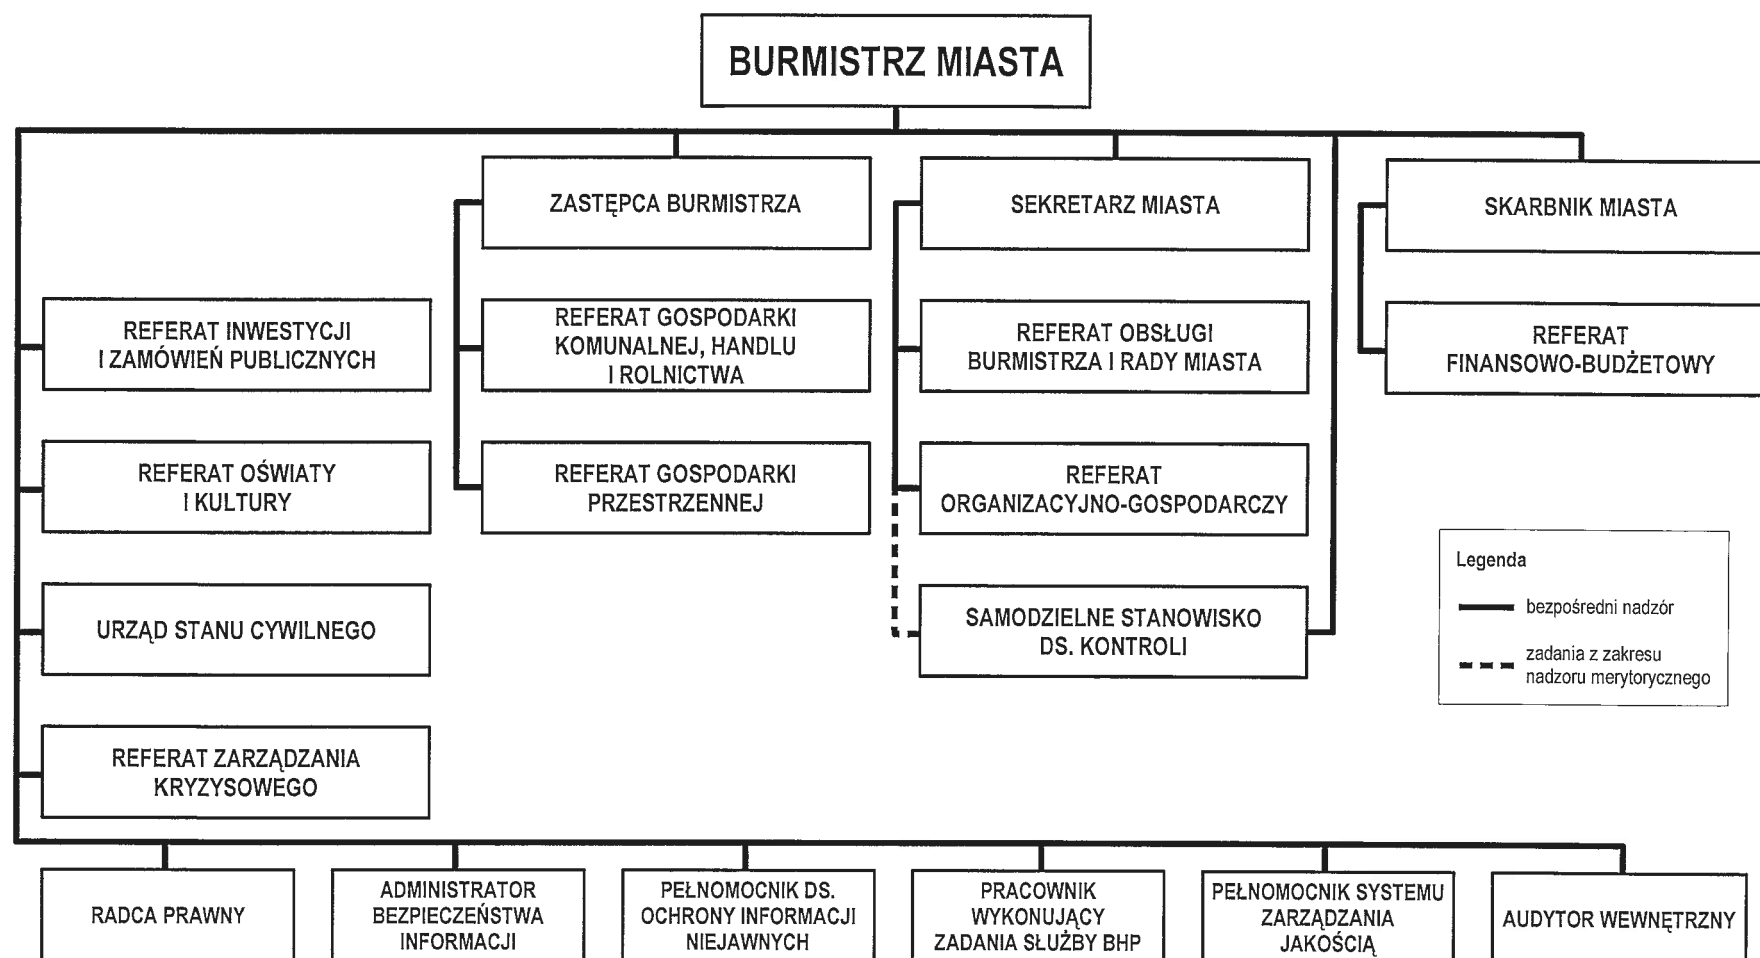 BURMISTRZ MIASTA
ZASTĘPCA BURMISTRZA
SEKRETARZ MIASTA
SKARBNIK MIASTA
REFERAT INWESTYCJI
I ZAMÓWIEŃ PUBLICZNYCH
REFERAT GOSPODARKI
KOMUNALNEJ, HANDLU
I ROLNICTWA
REFERAT OBSŁUGI
BURMISTRZA I RADY MIASTA
REFERAT
FINANSOWO-BUDŻETOWY
REFERAT OŚWIATY
I KULTURY
REFERAT GOSPODARKI
PRZESTRZENNEJ
REFERAT
ORGANIZACYJNO-GOSPODARCZY
URZĄD STANU CYWILNEGO
SAMODZIELNE STANOWISKO
DS. KONTROLI
Legenda
bezpośredni nadzór
zadania z zakresu
nadzoru merytorycznego
REFERAT ZARZĄDZANIA
KRYZYSOWEGO
RADCA PRAWNY
ADMINISTRATOR
BEZPIECZEŃSTWA
INFORMACJI
PEŁNOMOCNIK DS.
OCHRONY INFORMACJI
NIEJAWNYCH
PRACOWNIK
WYKONUJĄCY
ZADANIA SŁUŻBY BHP
PEŁNOMOCNIK SYSTEMU
ZARZĄDZANIA
JAKOŚCIĄ
AUDYTOR WEWNĘTRZNY